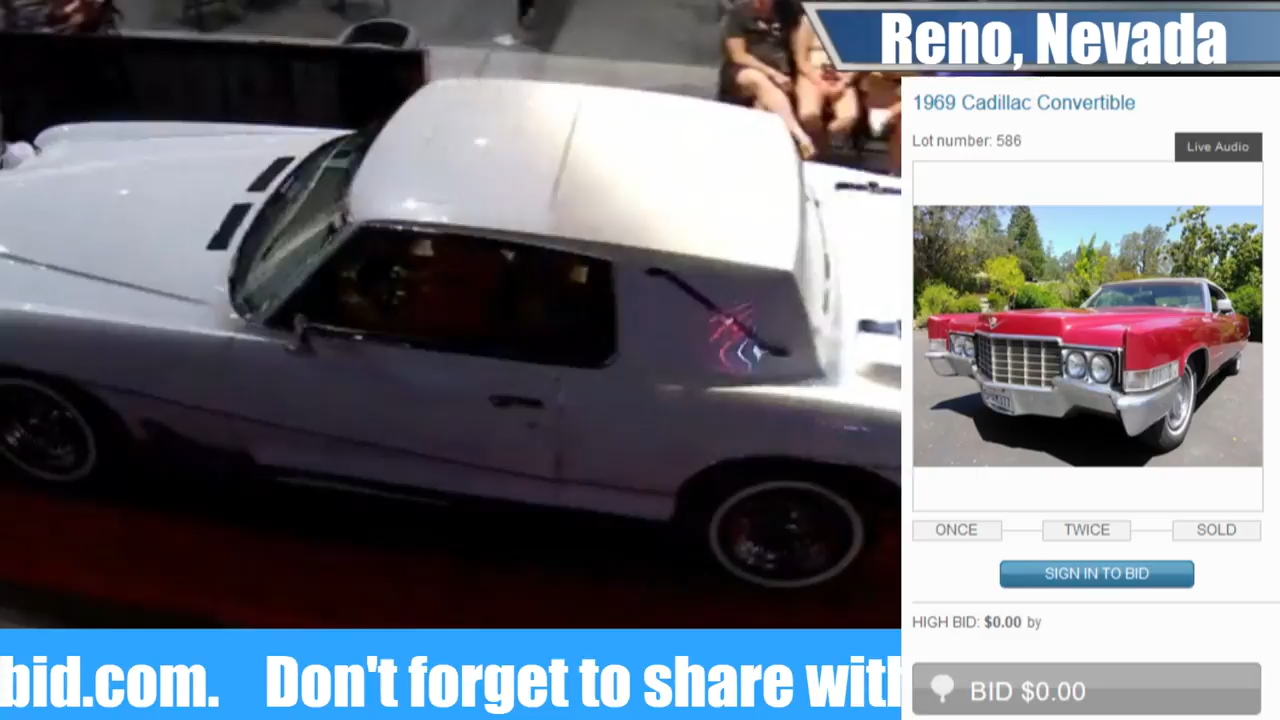 Reno, Nevada
1969 Cadillac Convertible
Lot number: 586
Live Audio
ONCE
TWICE
SOLD
SIGN IN TO BID
HIGH BID: $0.00 by
BID $0.00
bid.com. Don't forget to share with